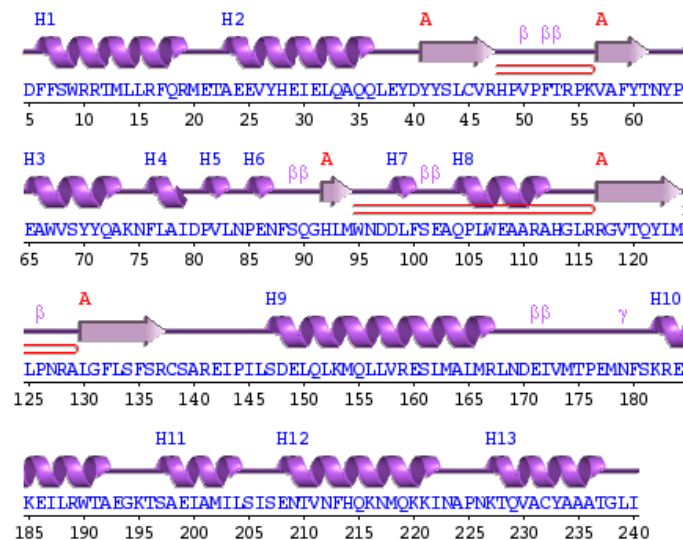 H1 H2 A β ββ A
DFFSWRRTMLLRFQRMETAEEVYHEIELQAQQLEYDYYSLCVRHPVPFTRPKVAFYTNYP
5 10 15 20 25 30 35 40 45 50 55 60
H3 H4 H5 H6 ββ A H7 ββ H8 A
EAWVSYYQAKNFLAIDPVLNPENFSQGHLMWNDDLFSEAQPLWEAARAHGLRRGVTQYLM
65 70 75 80 85 90 95 100 105 110 115 120
β A H9 ββ γ H10
LPNRALGFLSFSRCSAREIPILSDELQLKMQLLVRESLMALMRLNDEIVMTPEMNFSKRE
125 130 135 140 145 150 155 160 165 170 175 180
H11 H12 H13
KEILRWTAEGKTSAEIAMILSISENTVNFHQKNMQKKINAPNKTQVACYAAATGLI
185 190 195 200 205 210 215 220 225 230 235 240